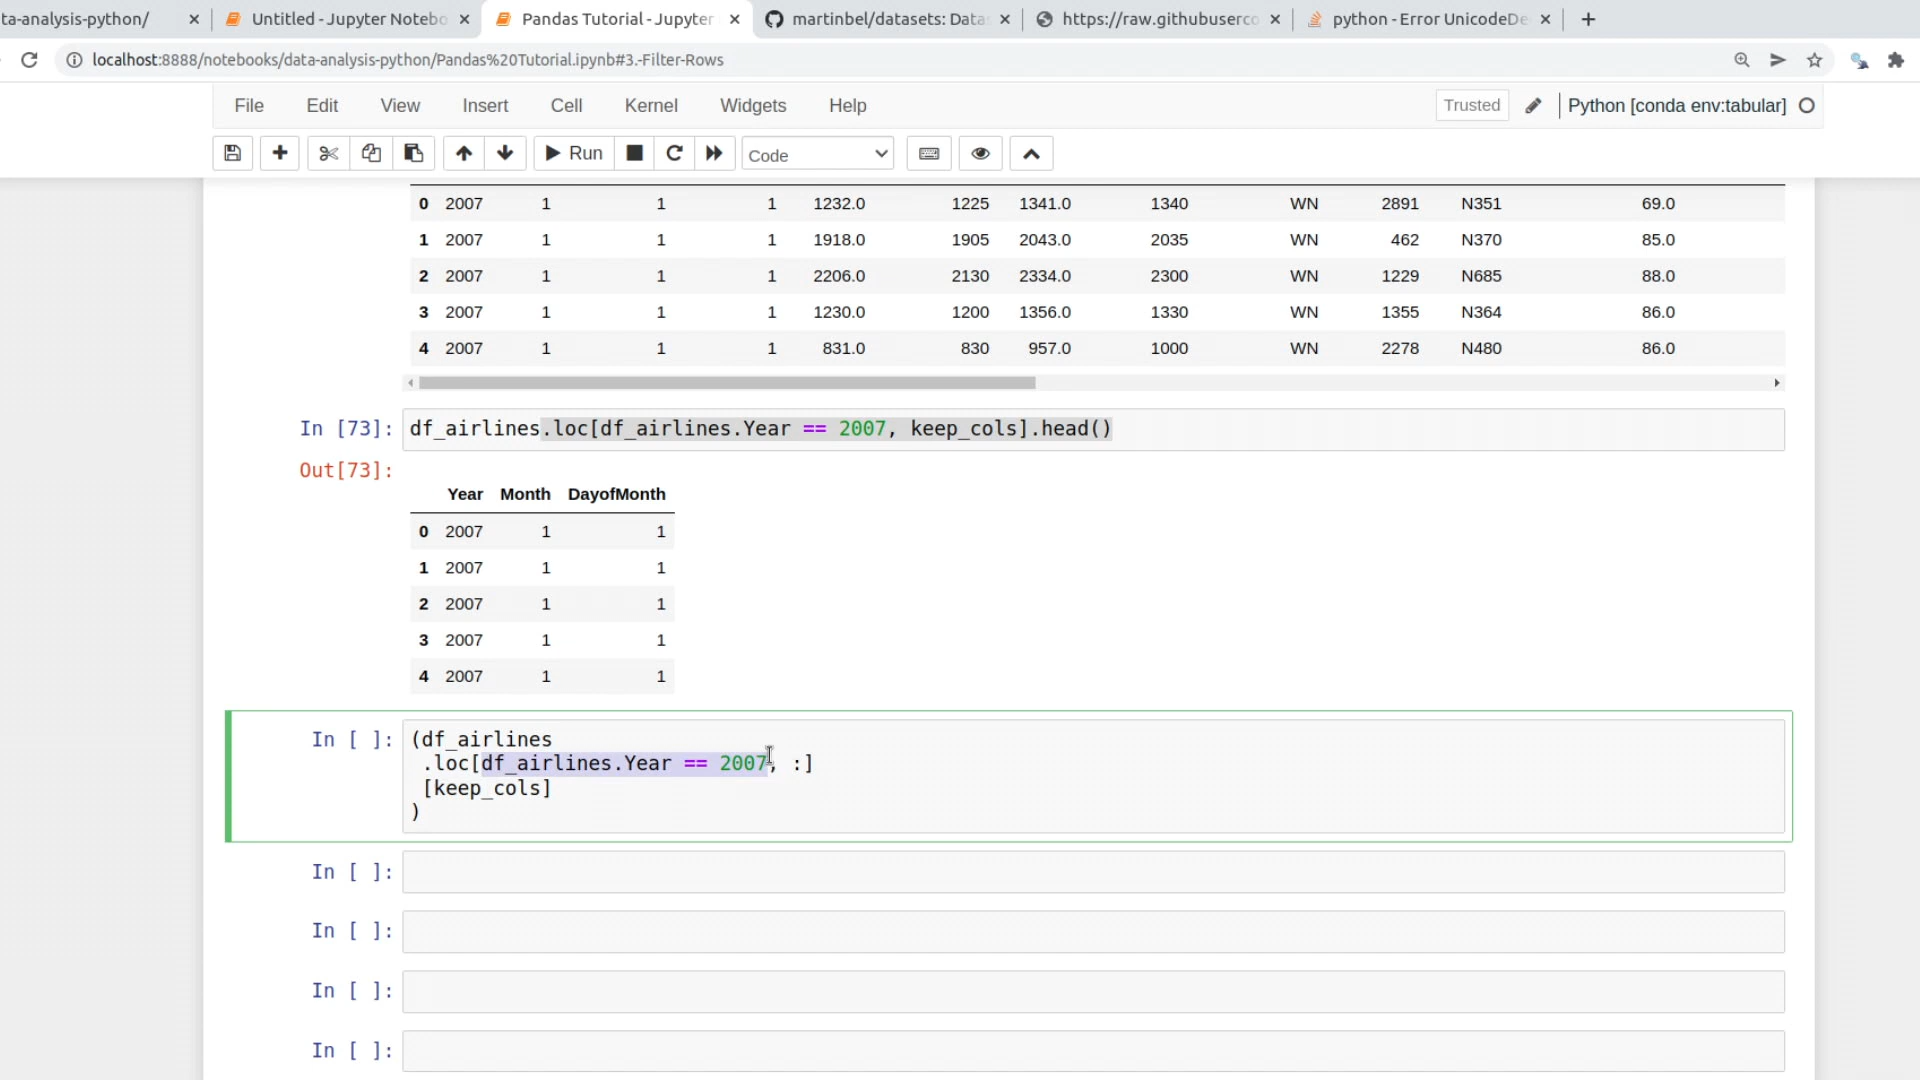 ta-analysis-python/ Untitled - Jupyter Notebo Pandas Tutorial - Jupyter martinbel/datasets: Datas https://raw.githubuserco python - Error UnicodeDe
localhost:8888/notebooks/data-analysis-python/Pandas%20Tutorial.ipynb#3.-Filter-Rows
File Edit View Insert Cell Kernel Widgets Help Trusted Python [conda env:tabular]
Run Code
0 2007 1 1 1 1232.0 1225 1341.0 1340 WN 2891 N351 69.0
1 2007 1 1 1 1918.0 1905 2043.0 2035 WN 462 N370 85.0
2 2007 1 1 1 2206.0 2130 2334.0 2300 WN 1229 N685 88.0
3 2007 1 1 1 1230.0 1200 1356.0 1330 WN 1355 N364 86.0
4 2007 1 1 1 831.0 830 957.0 1000 WN 2278 N480 86.0
In [73]: df_airlines.loc[df_airlines.Year == 2007, keep_cols].head()
Out[73]:
Year Month DayofMonth
0 2007 1 1
1 2007 1 1
2 2007 1 1
3 2007 1 1
4 2007 1 1
In [ ]: (df_airlines
.loc[df_airlines.Year == 2007, :]
[keep_cols]
)
In [ ]:
In [ ]:
In [ ]:
In [ ]: